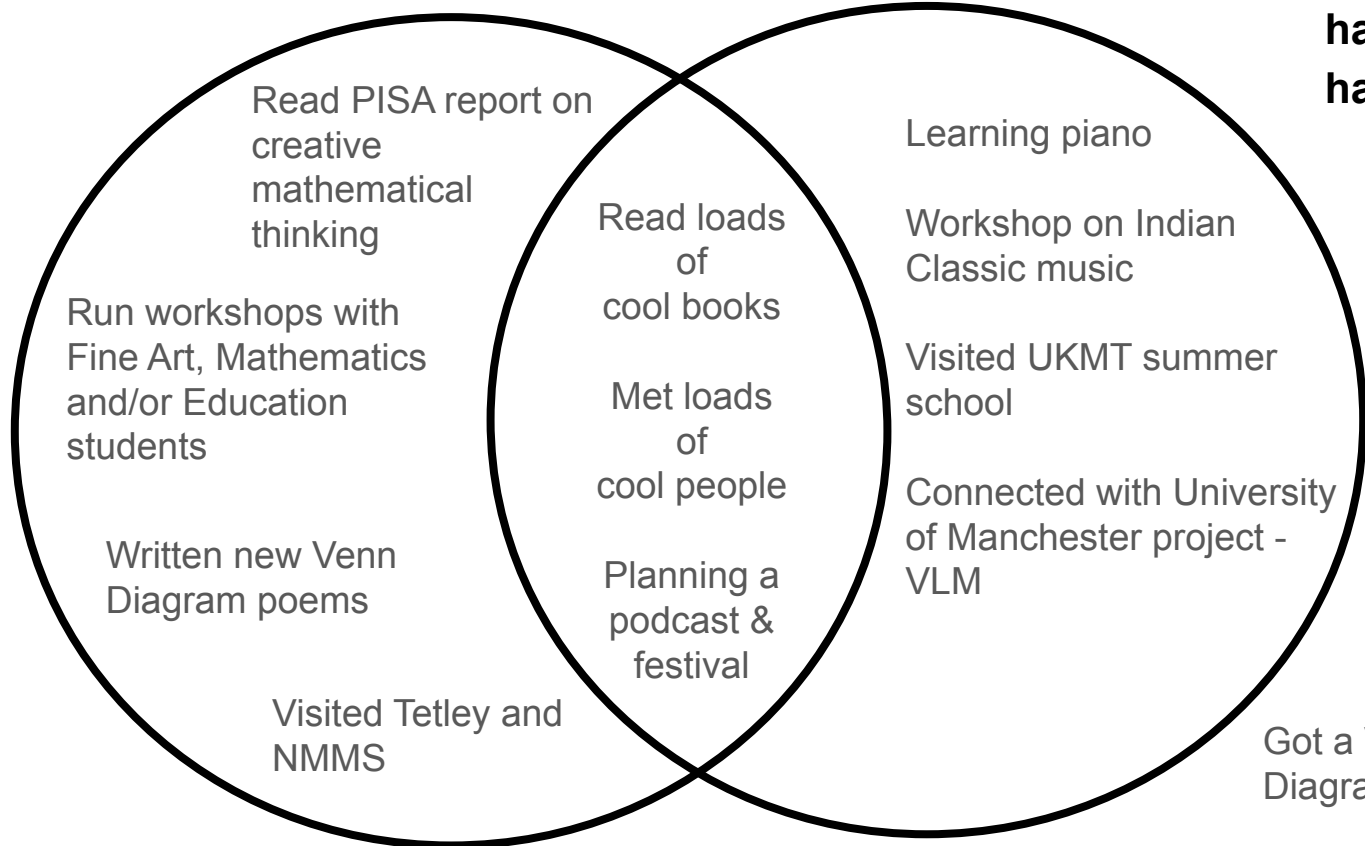 ha
ha
Read PISA report on
creative
mathematical
thinking
Run workshops with
Fine Art, Mathematics
and/or Education
students
Written new Venn
Diagram poems
Visited Tetley and
NMMS
Read loads
of
cool books
Met loads
of
cool people
Planning a
podcast &
festival
Learning piano
Workshop on Indian
Classic music
Visited UKMT summer
school
Connected with University
of Manchester project -
VLM
Got a
Diagra